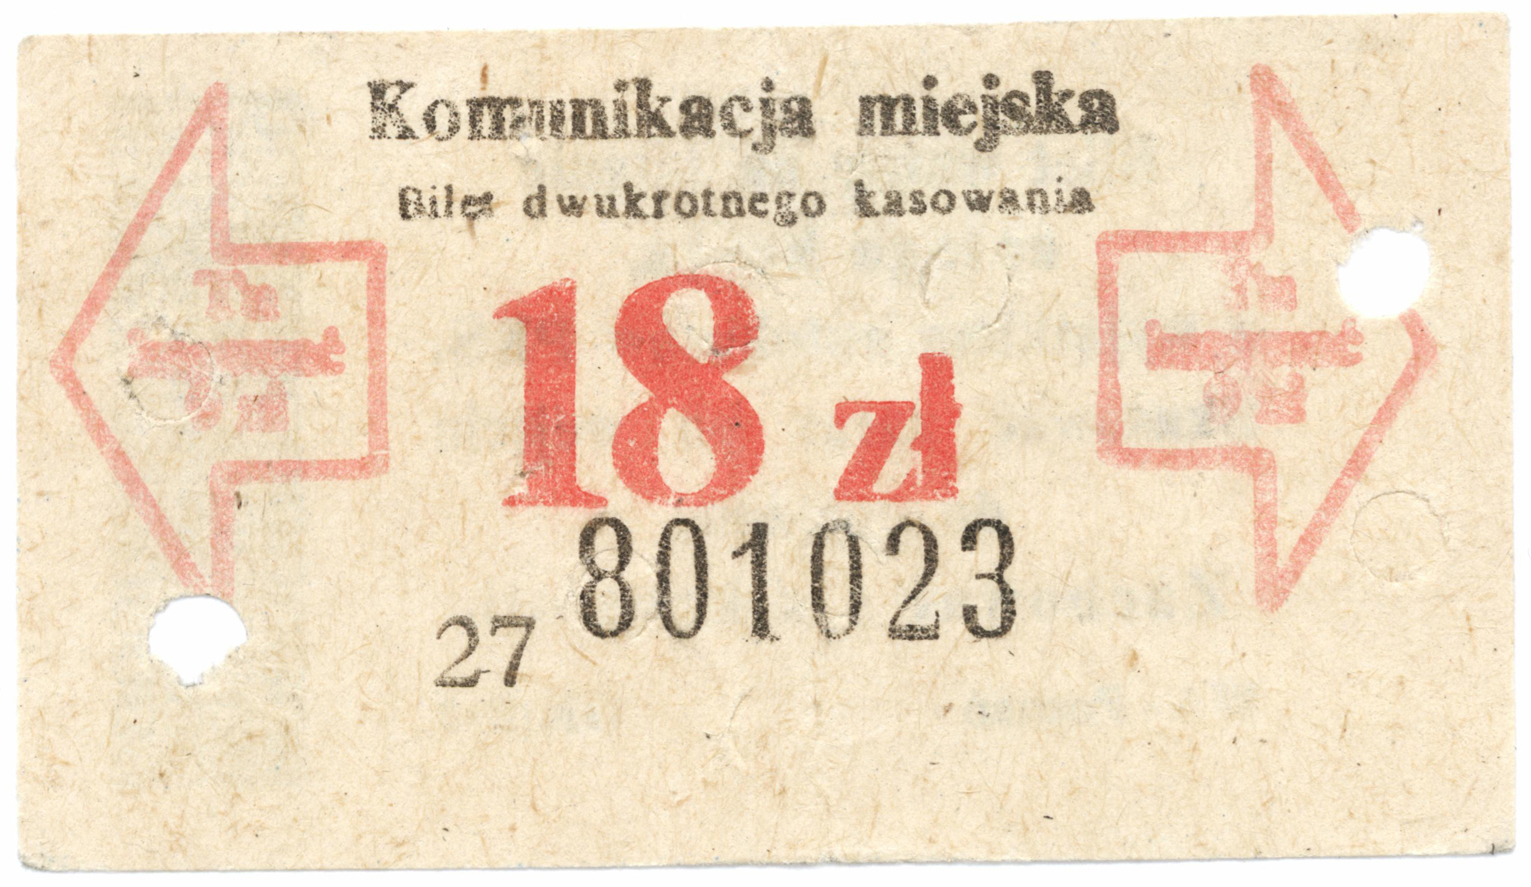 Komunikacja miejska
Bilet dwukrotnego kasowania
18 zł
801023
27